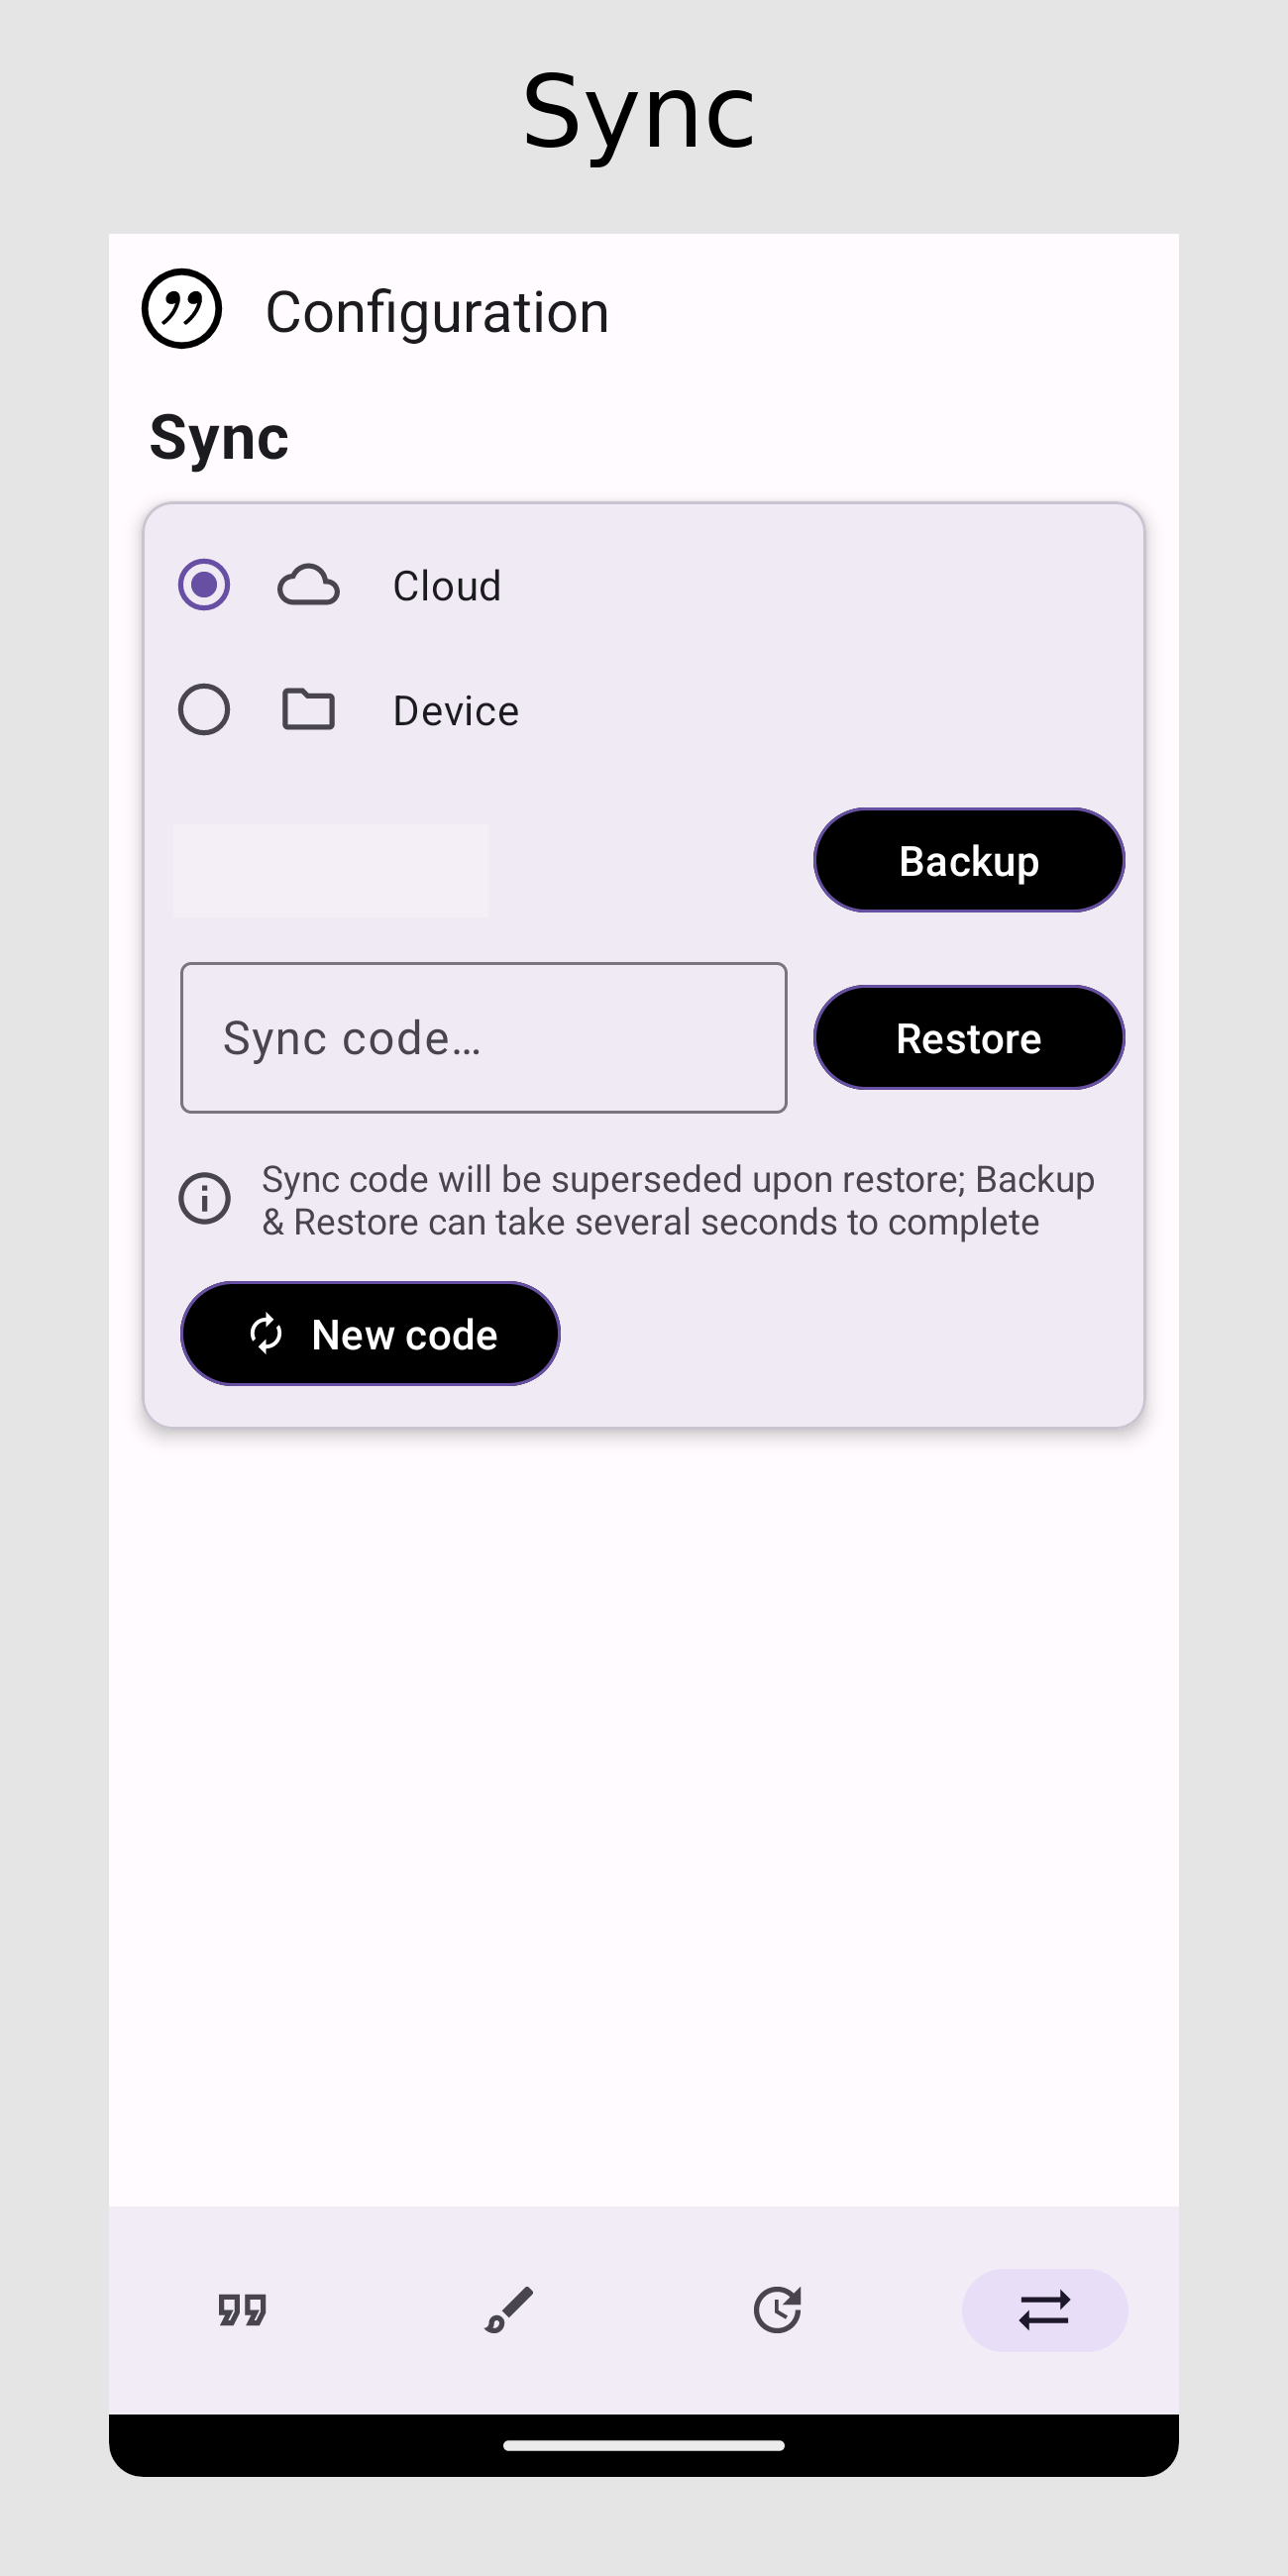 Sync
Configuration
Sync
Cloud
Device
Backup
Sync code…
Restore
Sync code will be superseded upon restore; Backup
& Restore can take several seconds to complete
New code